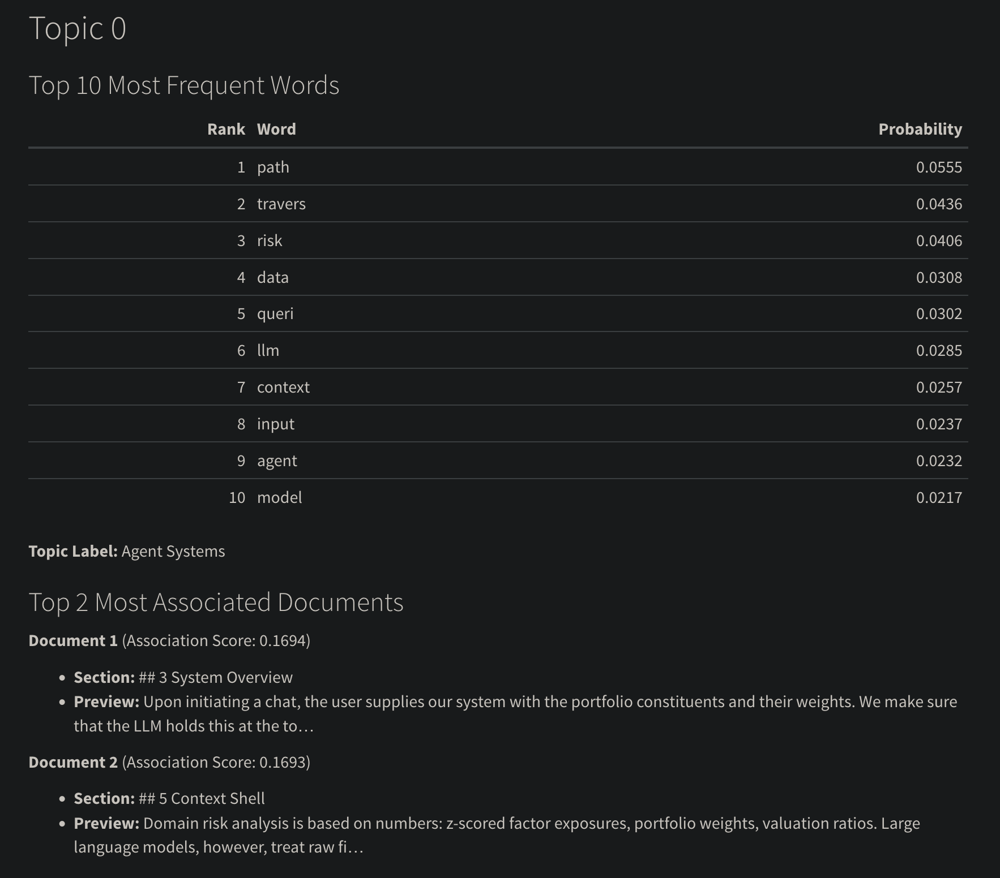 Topic 0
Top 10 Most Frequent Words
Rank Word Probability
1 path 0.0555
2 travers 0.0436
3 risk 0.0406
4 data 0.0308
5 queri 0.0302
6 llm 0.0285
7 context 0.0257
8 input 0.0237
9 agent 0.0232
10 model 0.0217
Topic Label: Agent Systems
Top 2 Most Associated Documents
Document 1 (Association Score: 0.1694)
• Section: ## 3 System Overview
• Preview: Upon initiating a chat, the user supplies our system with the portfolio constituents and their weights. We make sure
that the LLM holds this at the to…
Document 2 (Association Score: 0.1693)
• Section: ## 5 Context Shell
• Preview: Domain risk analysis is based on numbers: z-scored factor exposures, portfolio weights, valuation ratios. Large
language models, however, treat raw fi…